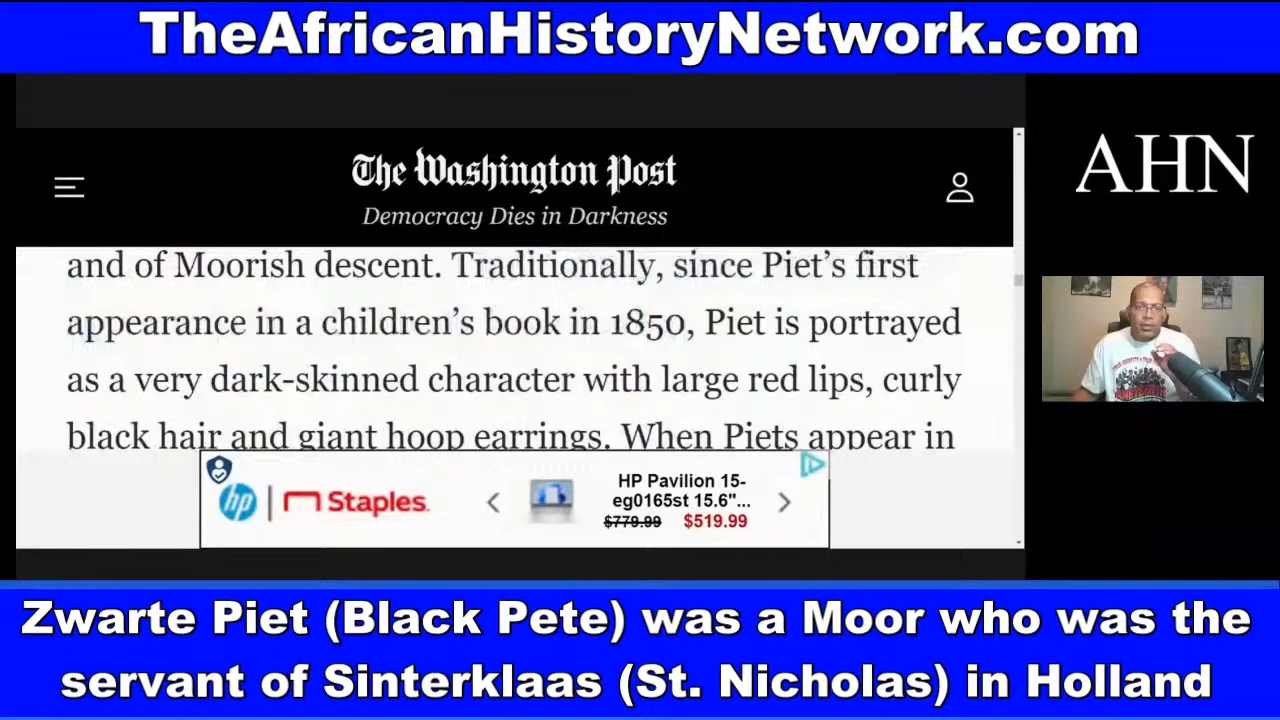 TheAfricanHistoryNetwork.com
The Washington Post
Democracy Dies in Darkness
AHN
and of Moorish descent. Traditionally, since Piet's first
appearance in a children's book in 1850, Piet is portrayed
as a very dark-skinned character with large red lips, curly
black hair and giant hoop earrings. When Piets appear in
hp
Staples.
HP Pavilion 15-
eg0165st 15.6"...
$779.99 $519.99
Zwarte Piet (Black Pete) was a Moor who was the
servant of Sinterklaas (St. Nicholas) in Holland